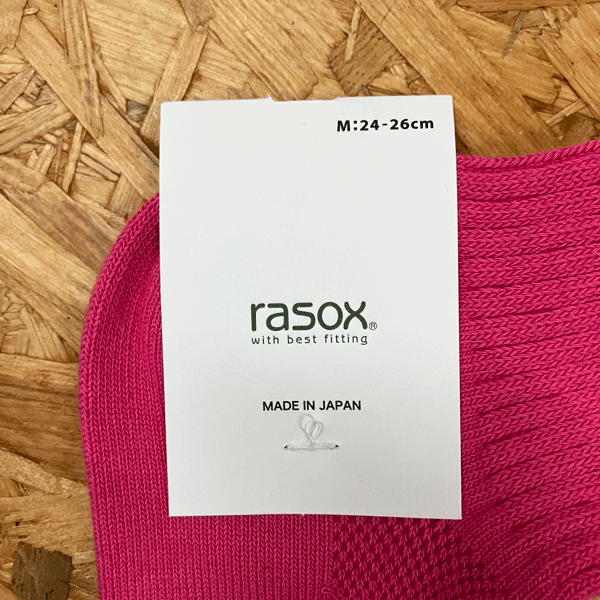 M:24-26cm
rasox®
with best fitting
MADE IN JAPAN